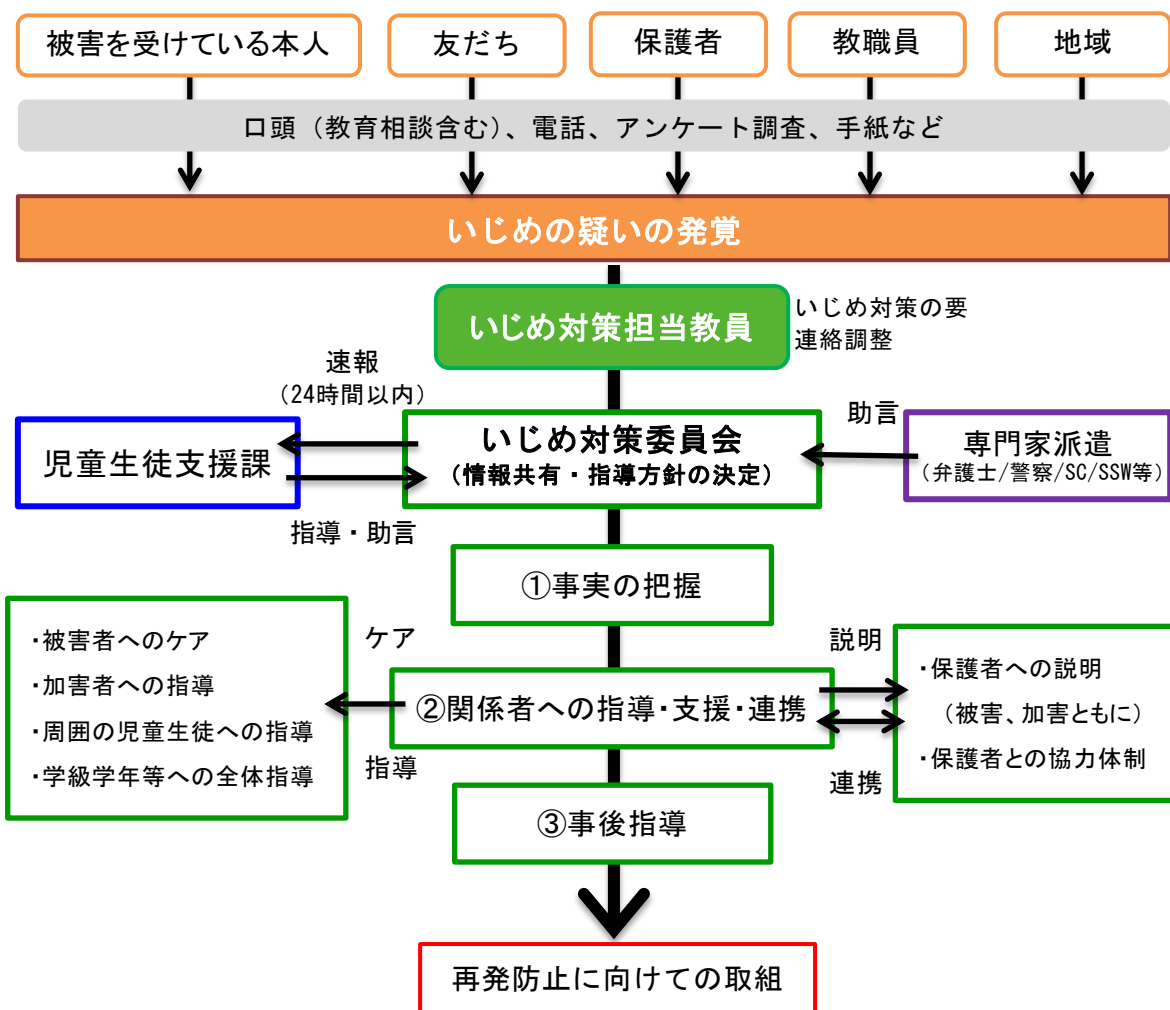 被害を受けている本人
友だち
保護者
教職員
地域
口頭（教育相談含む）、電話、アンケート調査、手紙など
いじめの疑いの発覚
いじめ対策担当教員
いじめ対策の要
連絡調整
速報
（24時間以内）
児童生徒支援課
いじめ対策委員会
（情報共有・指導方針の決定）
助言
専門家派遣
（弁護士/警察/SC/SSW等）
指導・助言
①事実の把握
・被害者へのケア
・加害者への指導
・周囲の児童生徒への指導
・学級学年等への全体指導
ケア
指導
②関係者への指導・支援・連携
説明
連携
・保護者への説明
（被害、加害ともに）
・保護者との協力体制
③事後指導
再発防止に向けての取組